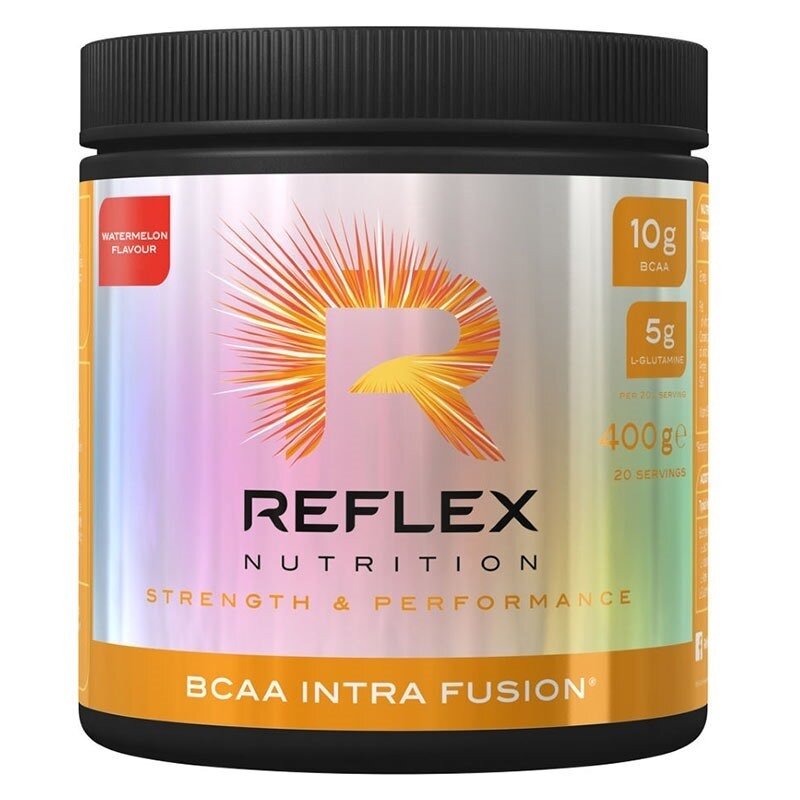 WATERMELON
FLAVOUR
10g
BCAA
5g
L-GLUTAMINE
PER 20g SERVING
400g℮
20 SERVINGS
R
REFLEX
NUTRITION
STRENGTH & PERFORMANCE
BCAA INTRA FUSION®